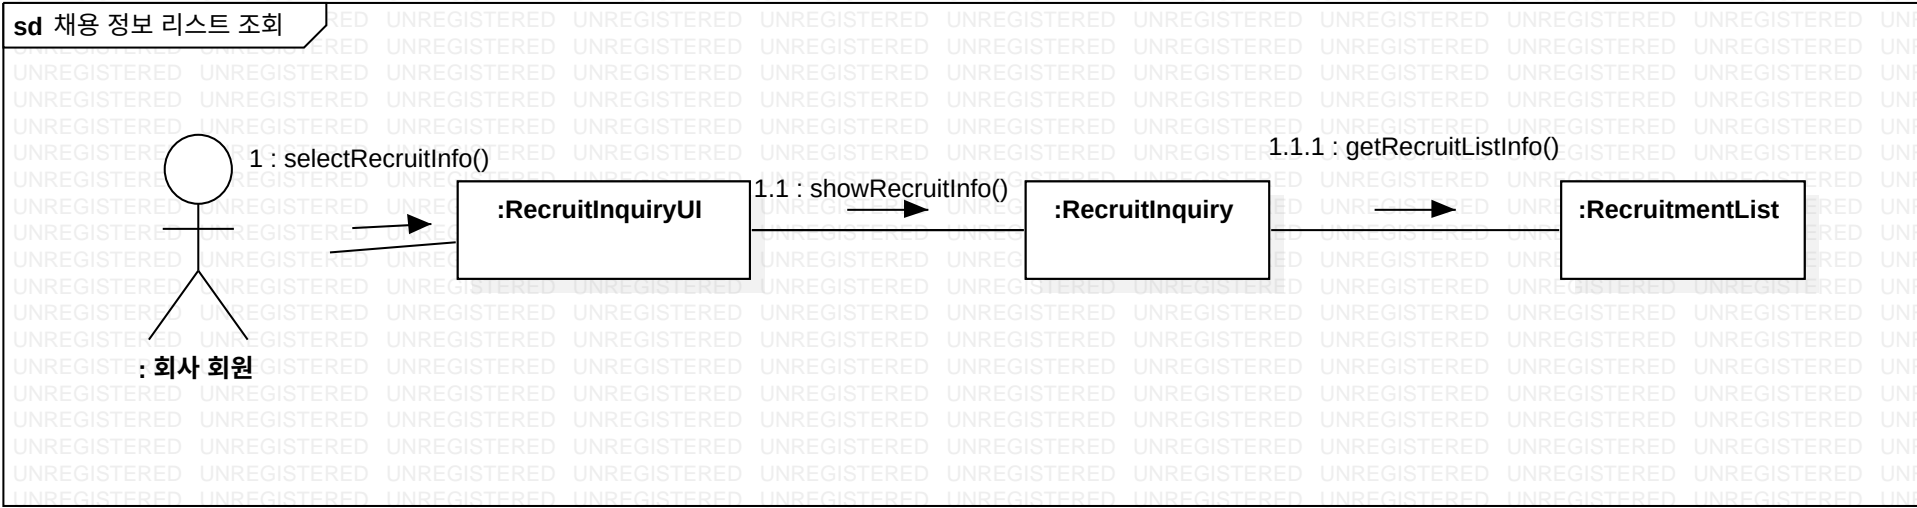 sd 채용 정보 리스트 조회
1 : selectRecruitInfo()
1.1 : showRecruitInfo()
1.1.1 : getRecruitListInfo()
:RecruitInquiryUI
:RecruitInquiry
:RecruitmentList
: 회사 회원
UNREGISTERED